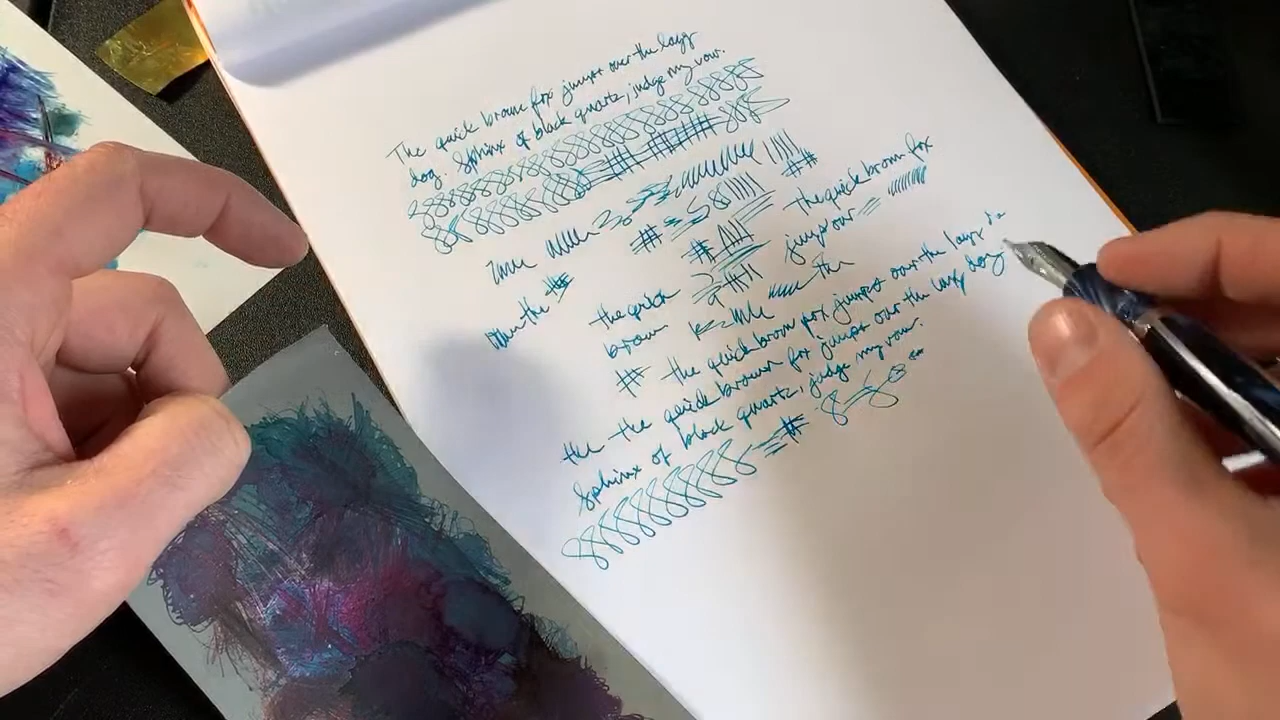 The quick brown fox jumps over the lazy
dog. Sphinx of black quartz, judge my vow.
the quick brown fox
jumps over
the
the quick
the
brown
the quick brown fox jumps over the lazy
the the quick brown fox jumps over the lazy dog
Sphinx of black quartz, judge my vow.